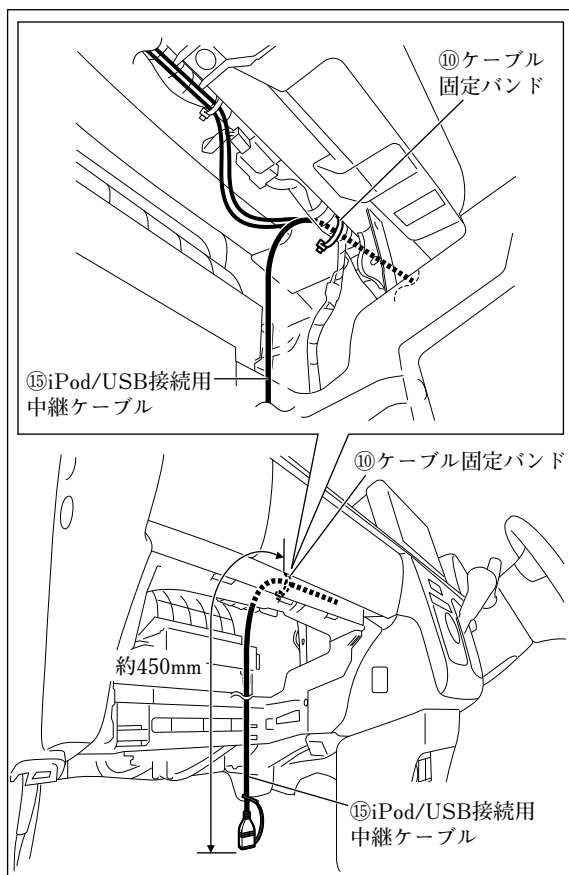 ⑩ケーブル
固定バンド
⑮iPod/USB接続用
中継ケーブル
⑩ケーブル固定バンド
約450mm
⑮iPod/USB接続用
中継ケーブル